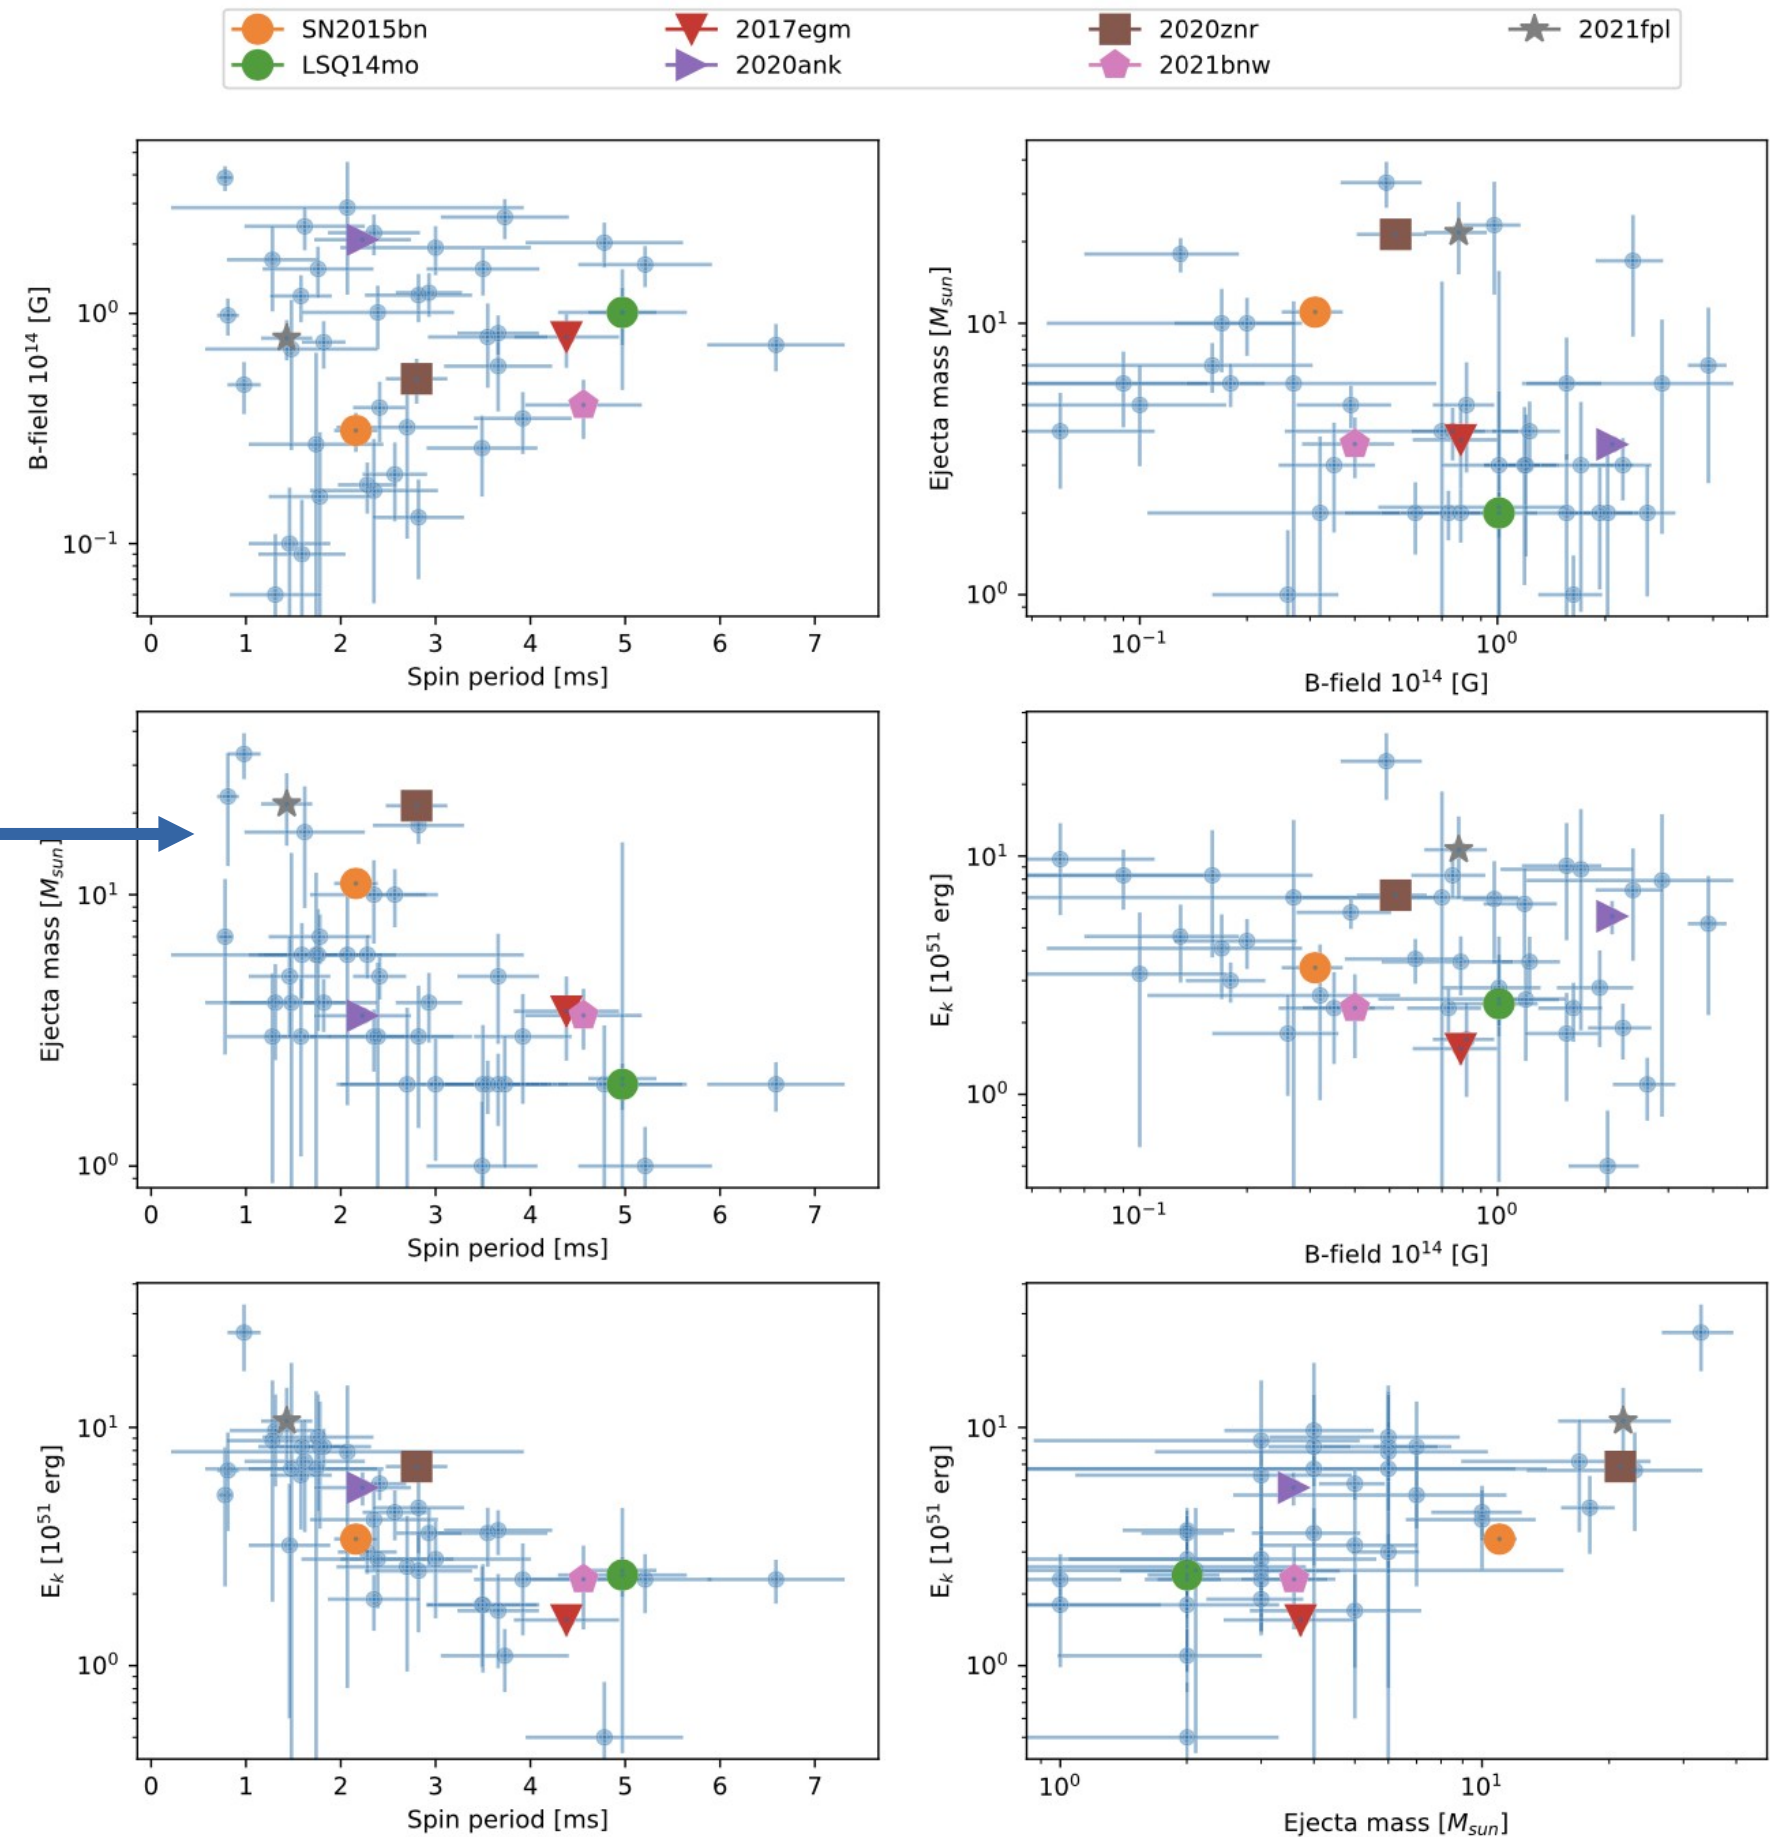 SN2015bn 2017egm 2020znr 2021fpl
LSQ14mo 2020ank 2021bnw
B-field 10¹⁴ [G]
10⁰
10⁻¹
0 1 2 3 4 5 6 7
Spin period [ms]
Ejecta mass [M_sun]
10¹
10⁰
10⁻¹ 10⁰
B-field 10¹⁴ [G]
Ejecta mass [M_sun]
10¹
10⁰
0 1 2 3 4 5 6 7
Spin period [ms]
E_k [10⁵¹ erg]
10¹
10⁰
10⁻¹ 10⁰
B-field 10¹⁴ [G]
E_k [10⁵¹ erg]
10¹
10⁰
0 1 2 3 4 5 6 7
Spin period [ms]
E_k [10⁵¹ erg]
10¹
10⁰
10⁰ 10¹
Ejecta mass [M_sun]